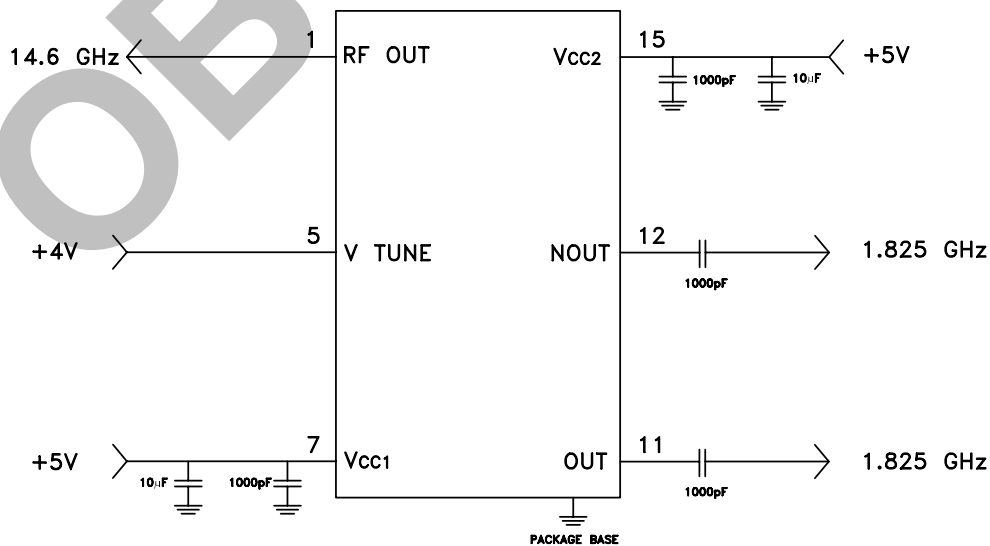 14.6 GHz
1
RF OUT
Vcc2
15
+5V
1000pF
10µF
+4V
5
V TUNE
NOUT
12
1.825 GHz
1000pF
+5V
7
Vcc1
10µF
1000pF
OUT
11
1.825 GHz
1000pF
PACKAGE BASE
OB